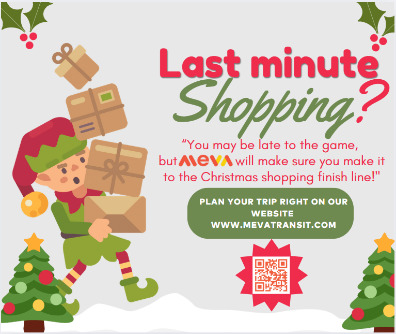 Last minute
Shopping?
"You may be late to the game,
but meva will make sure you make it
to the Christmas shopping finish line!"
PLAN YOUR TRIP RIGHT ON OUR
WEBSITE
WWW.MEVATRANSIT.COM